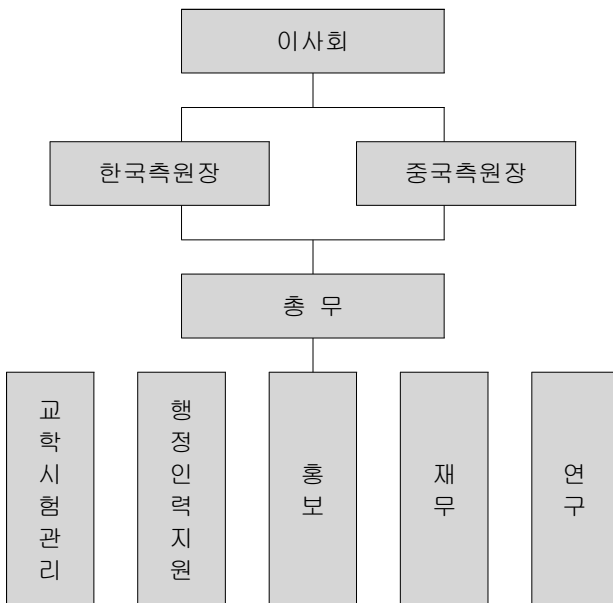 이사회
한국측원장
중국측원장
총 무
교학시험관리
행정인력지원
홍보
재무
연구